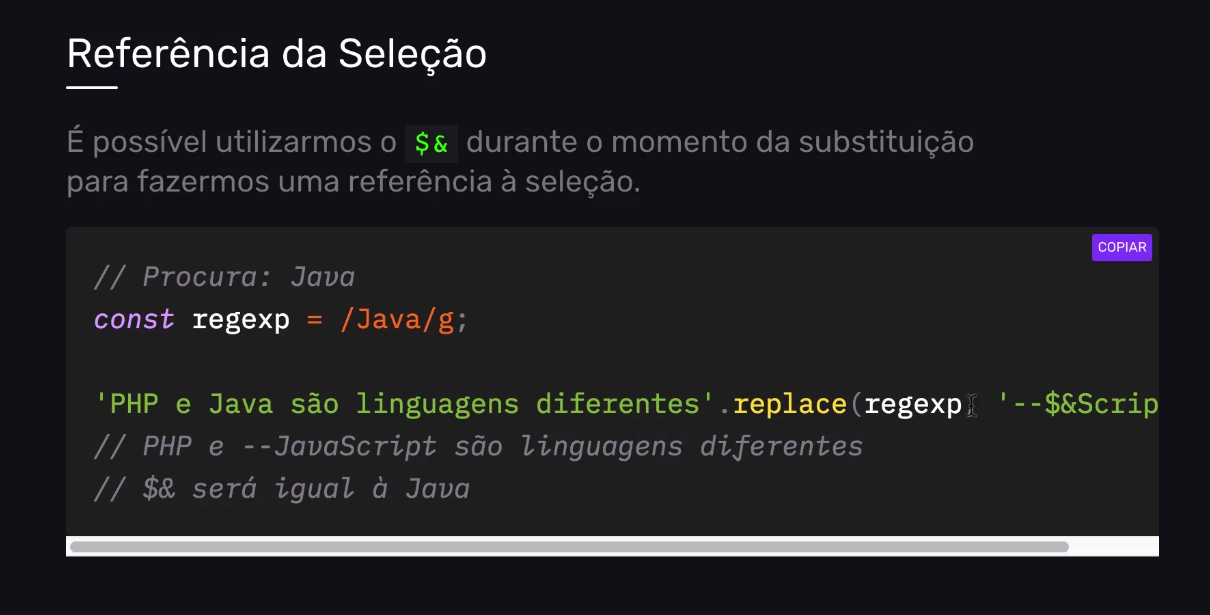 Referência da Seleção
É possível utilizarmos o $& durante o momento da substituição
para fazermos uma referência à seleção.
COPIAR
// Procura: Java
const regexp = /Java/g;
'PHP e Java são linguagens diferentes'.replace(regexp, '--$&Scrip
// PHP e --JavaScript são linguagens diferentes
// $& será igual à Java